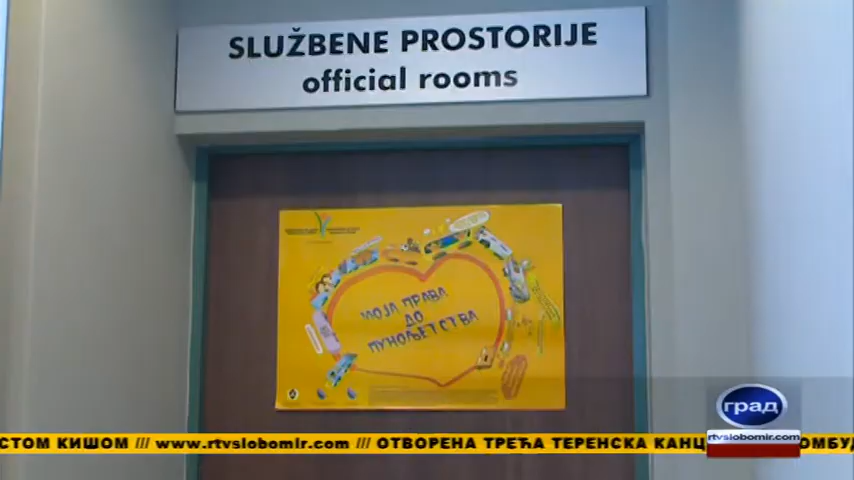 SLUŽBENE PROSTORIJE
official rooms
МОЈА ПРАВА
ДО
ПУНОЉЕТСТВА
град
rtvslobomir.com
СТОМ КИШОМ /// www.rtvslobomir.com /// ОТВОРЕНА ТРЕЋА ТЕРЕНСКА КАНЦ ОМБУД